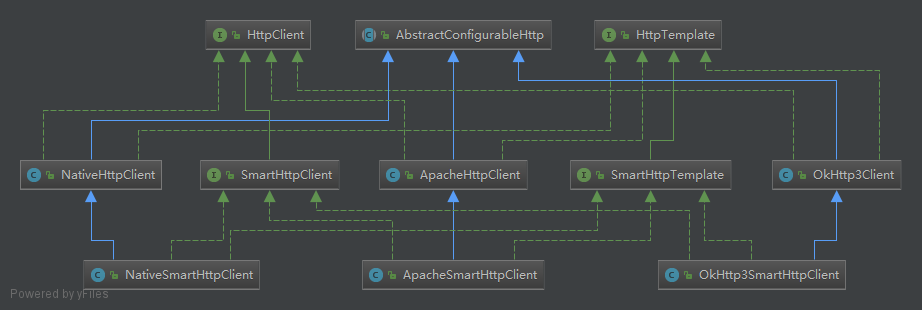 HttpClient
AbstractConfigurableHttp
HttpTemplate
NativeHttpClient
SmartHttpClient
ApacheHttpClient
SmartHttpTemplate
OkHttp3Client
NativeSmartHttpClient
ApacheSmartHttpClient
OkHttp3SmartHttpClient
Powered by yFiles